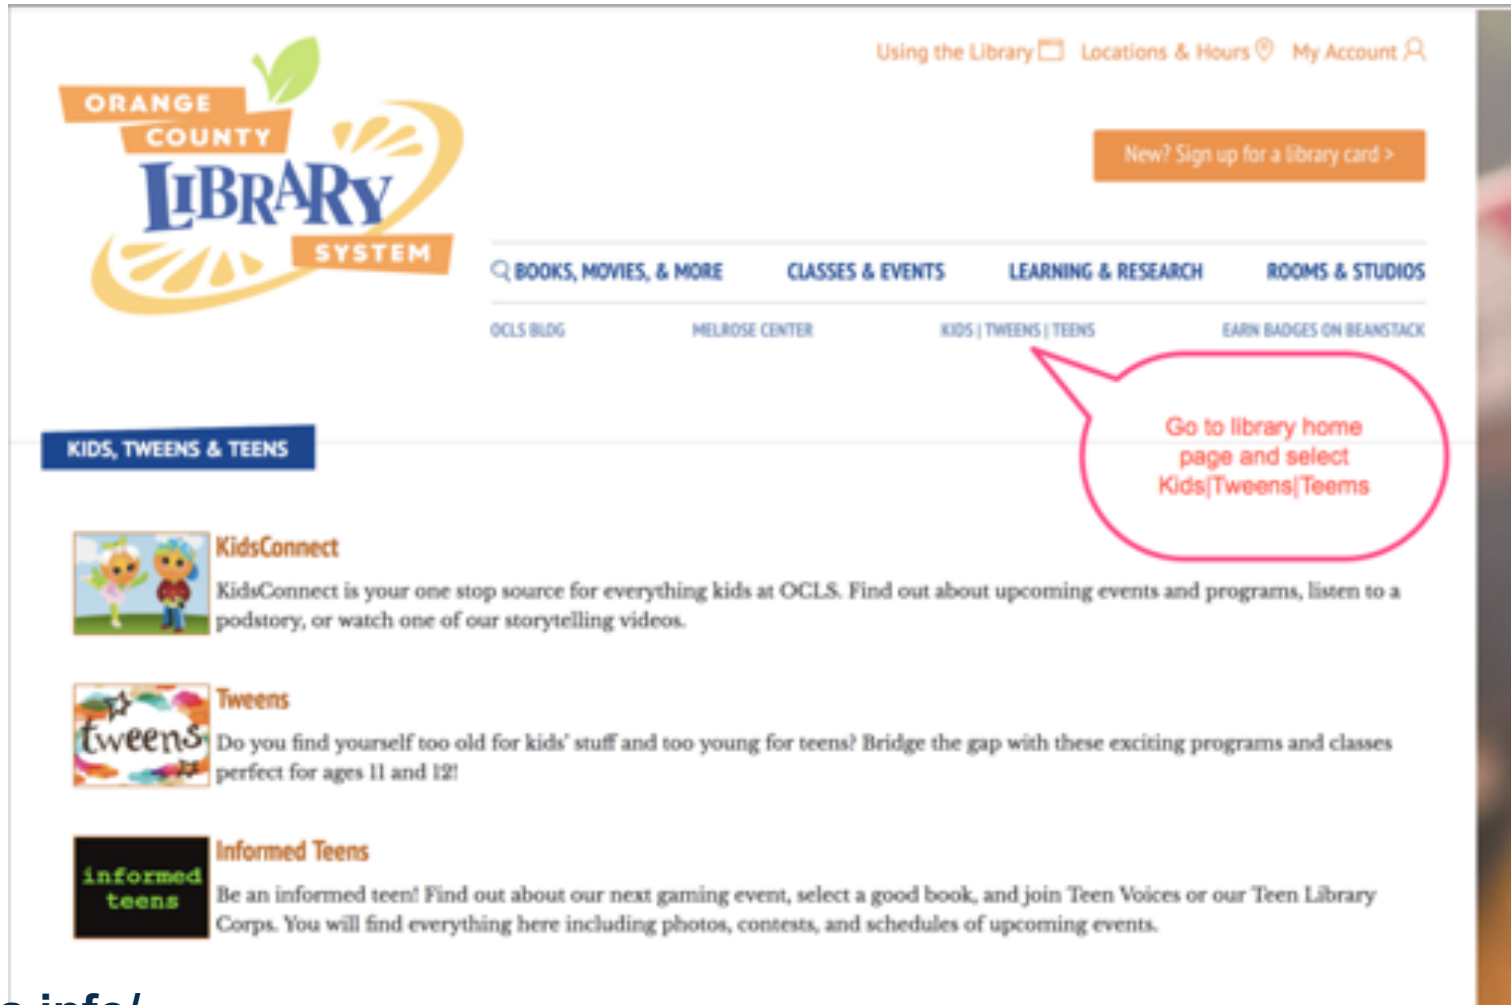 Using the Library Locations & Hours My Account
ORANGE
COUNTY
LIBRARY
SYSTEM
New? Sign up for a library card >
BOOKS, MOVIES, & MORE CLASSES & EVENTS LEARNING & RESEARCH ROOMS & STUDIOS
OCLS BLOG MELROSE CENTER KIDS | TWEENS | TEENS EARN BADGES ON BEANSTACK
Go to library home
page and select
Kids|Tweens|Teems
KIDS, TWEENS & TEENS
KidsConnect
KidsConnect is your one stop source for everything kids at OCLS. Find out about upcoming events and programs, listen to a
podstory, or watch one of our storytelling videos.
tweens
Tweens
Do you find yourself too old for kids' stuff and too young for teens? Bridge the gap with these exciting programs and classes
perfect for ages 11 and 12!
informed
teens
Informed Teens
Be an informed teen! Find out about our next gaming event, select a good book, and join Teen Voices or our Teen Library
Corps. You will find everything here including photos, contests, and schedules of upcoming events.